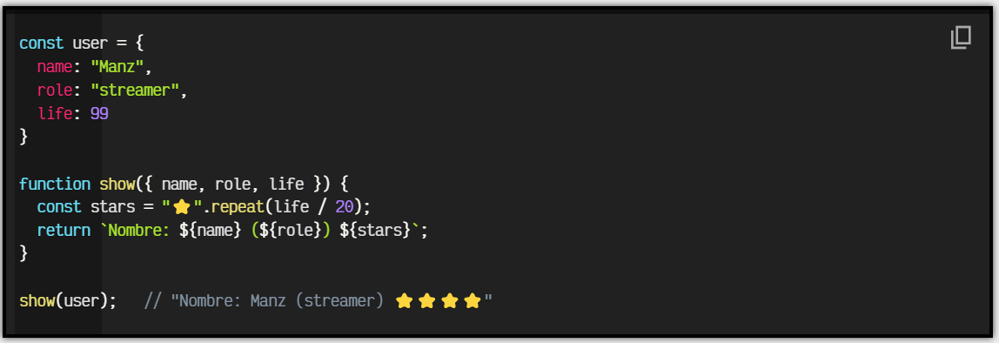 const user = {
  name: "Manz",
  role: "streamer",
  life: 99
}

function show({ name, role, life }) {
  const stars = "⭐".repeat(life / 20);
  return `Nombre: ${name} (${role}) ${stars}`;
}

show(user);   // "Nombre: Manz (streamer) ⭐⭐⭐⭐"